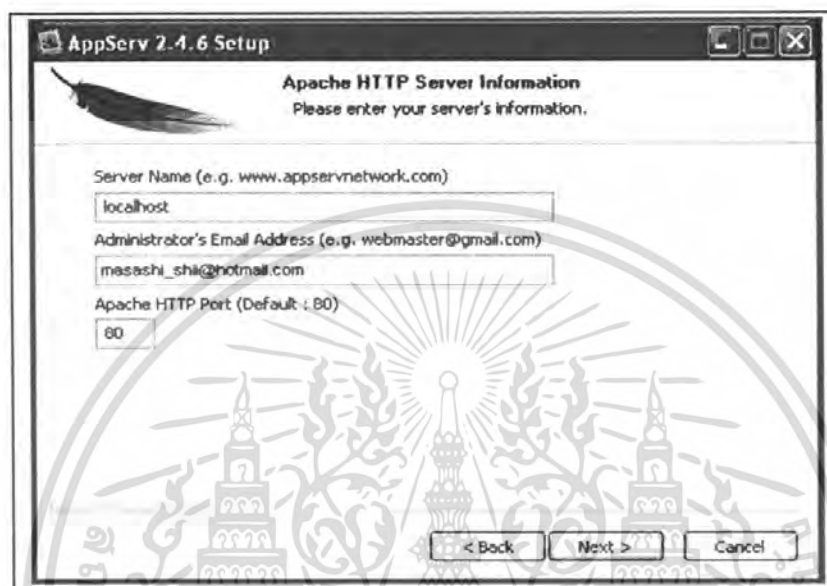 AppServ 2.4.6 Setup
Apache HTTP Server Information
Please enter your server's information.
Server Name (e.g. www.appservnetwork.com)
localhost
Administrator's Email Address (e.g. webmaster@gmail.com)
masashi_shii@hotmail.com
Apache HTTP Port (Default : 80)
80
< Back
Next >
Cancel